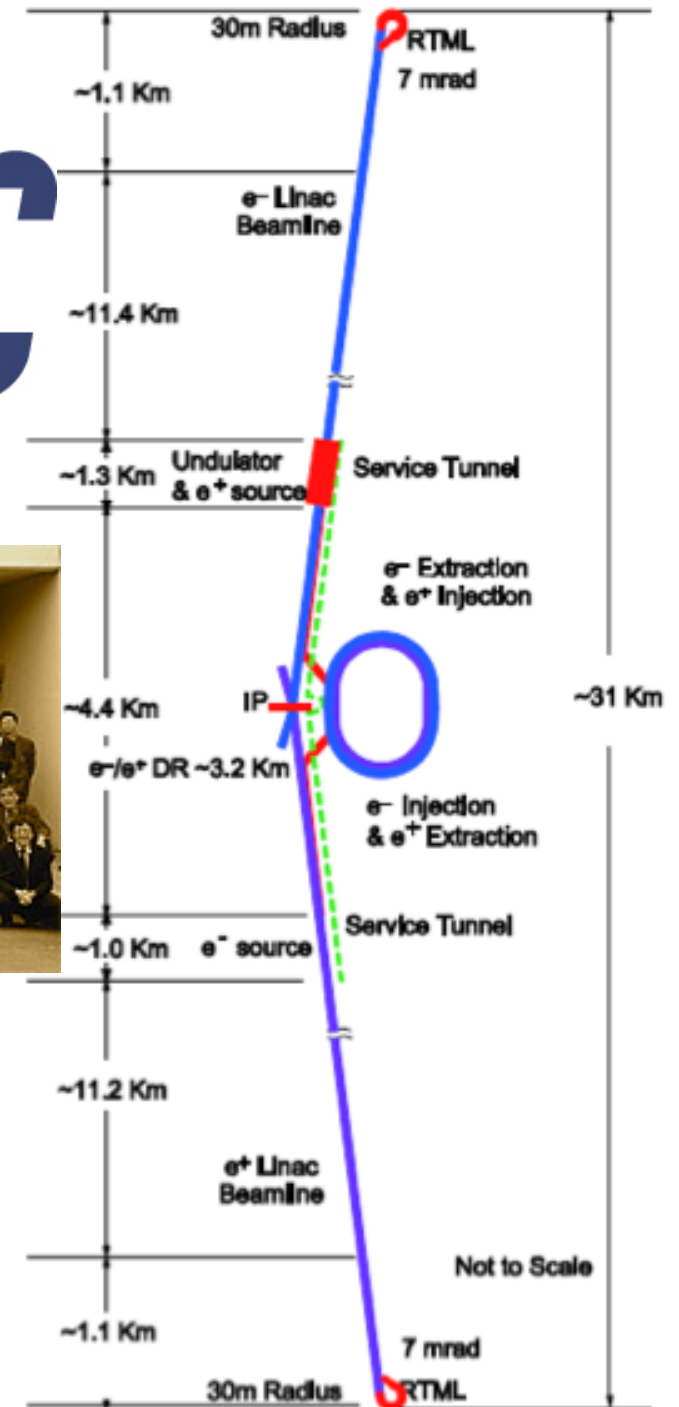 30m Radius
RTML
7 mrad
~1.1 Km
e- Linac
Beamline
~11.4 Km
~1.3 Km
Undulator
& e+ source
Service Tunnel
e- Extraction
& e+ Injection
IP
~4.4 Km
~31 Km
e-/e+ DR ~3.2 Km
e- Injection
& e+ Extraction
Service Tunnel
~1.0 Km
e- source
~11.2 Km
e+ Linac
Beamline
Not to Scale
~1.1 Km
7 mrad
30m Radius
RTML